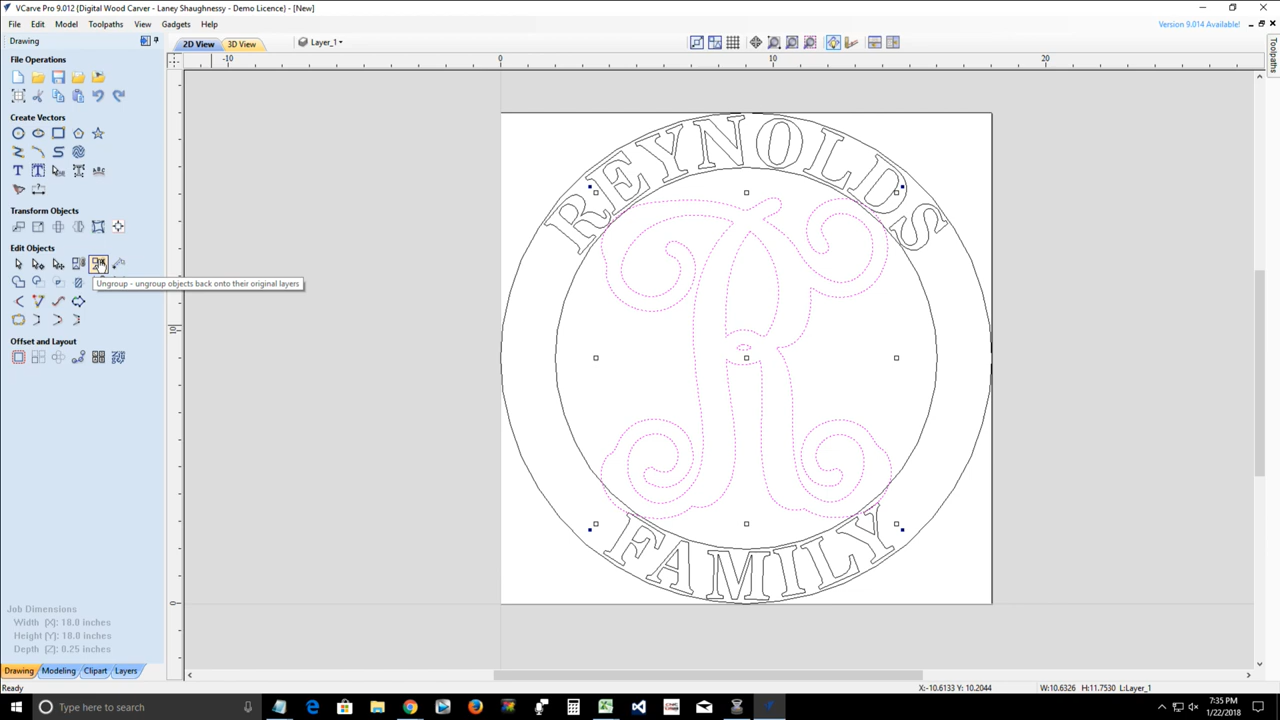 VCarve Pro 9.012 {Digital Wood Carver - Laney Shaughnessy - Demo Licence} - [New]
File Edit Model Toolpaths View Gadgets Help
Version 9.014 Available!
Drawing
2D View 3D View Layer_1
Toolpaths
-10 0 10 20
File Operations
Create Vectors
Transform Objects
Edit Objects
Ungroup - ungroup objects back onto their original layers
Offset and Layout
10
0
REYNOLDS
R
FAMILY
Job Dimensions
Width (X): 18.0 inches
Height (Y): 18.0 inches
Depth (Z): 0.25 inches
Drawing Modeling Clipart Layers
Ready
X:-10.6133 Y: 10.2044
W:10.6326 H:11.7530 L:Layer_1
Type here to search
7:35 PM
1/22/2018